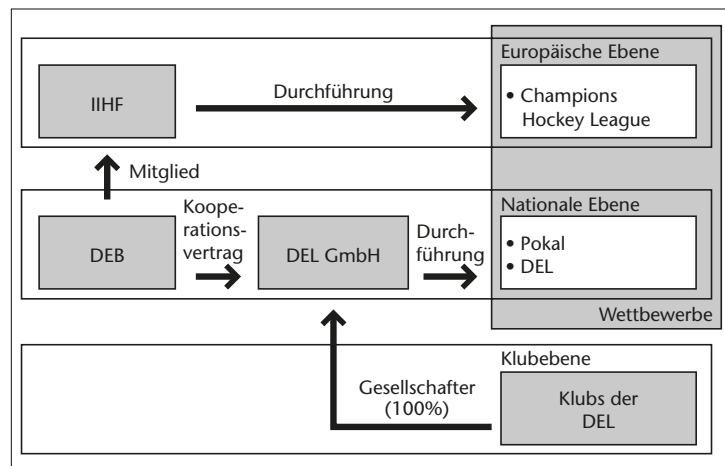 Europäische Ebene
IIHF
Durchführung
• Champions
Hockey League
Mitglied
Nationale Ebene
DEB
Koope-
rations-
vertrag
DEL GmbH
Durch-
führung
• Pokal
• DEL
Wettbewerbe
Klubebene
Gesellschafter
(100%)
Klubs der
DEL